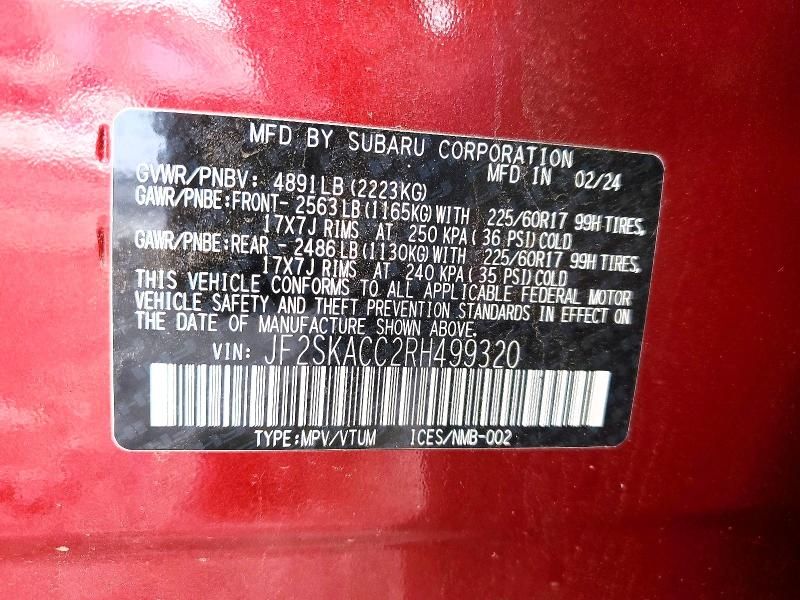 MFD BY SUBARU CORPORATION
GVWR/PNBV: 4891LB (2223KG) MFD IN 02/24
GAWR/PNBE:FRONT- 2563LB (1165KG) WITH 225/60R17 99H TIRES,
17X7J RIMS AT 250 KPA (36 PSI) COLD
GAWR/PNBE:REAR - 2486LB (1130KG) WITH 225/60R17 99H TIRES,
17X7J RIMS AT 240 KPA (35 PSI) COLD
THIS VEHICLE CONFORMS TO ALL APPLICABLE FEDERAL MOTOR
VEHICLE SAFETY AND THEFT PREVENTION STANDARDS IN EFFECT ON
THE DATE OF MANUFACTURE SHOWN ABOVE.
VIN: JF2SKACC2RH499320
TYPE:MPV/VTUM ICES/NMB-002